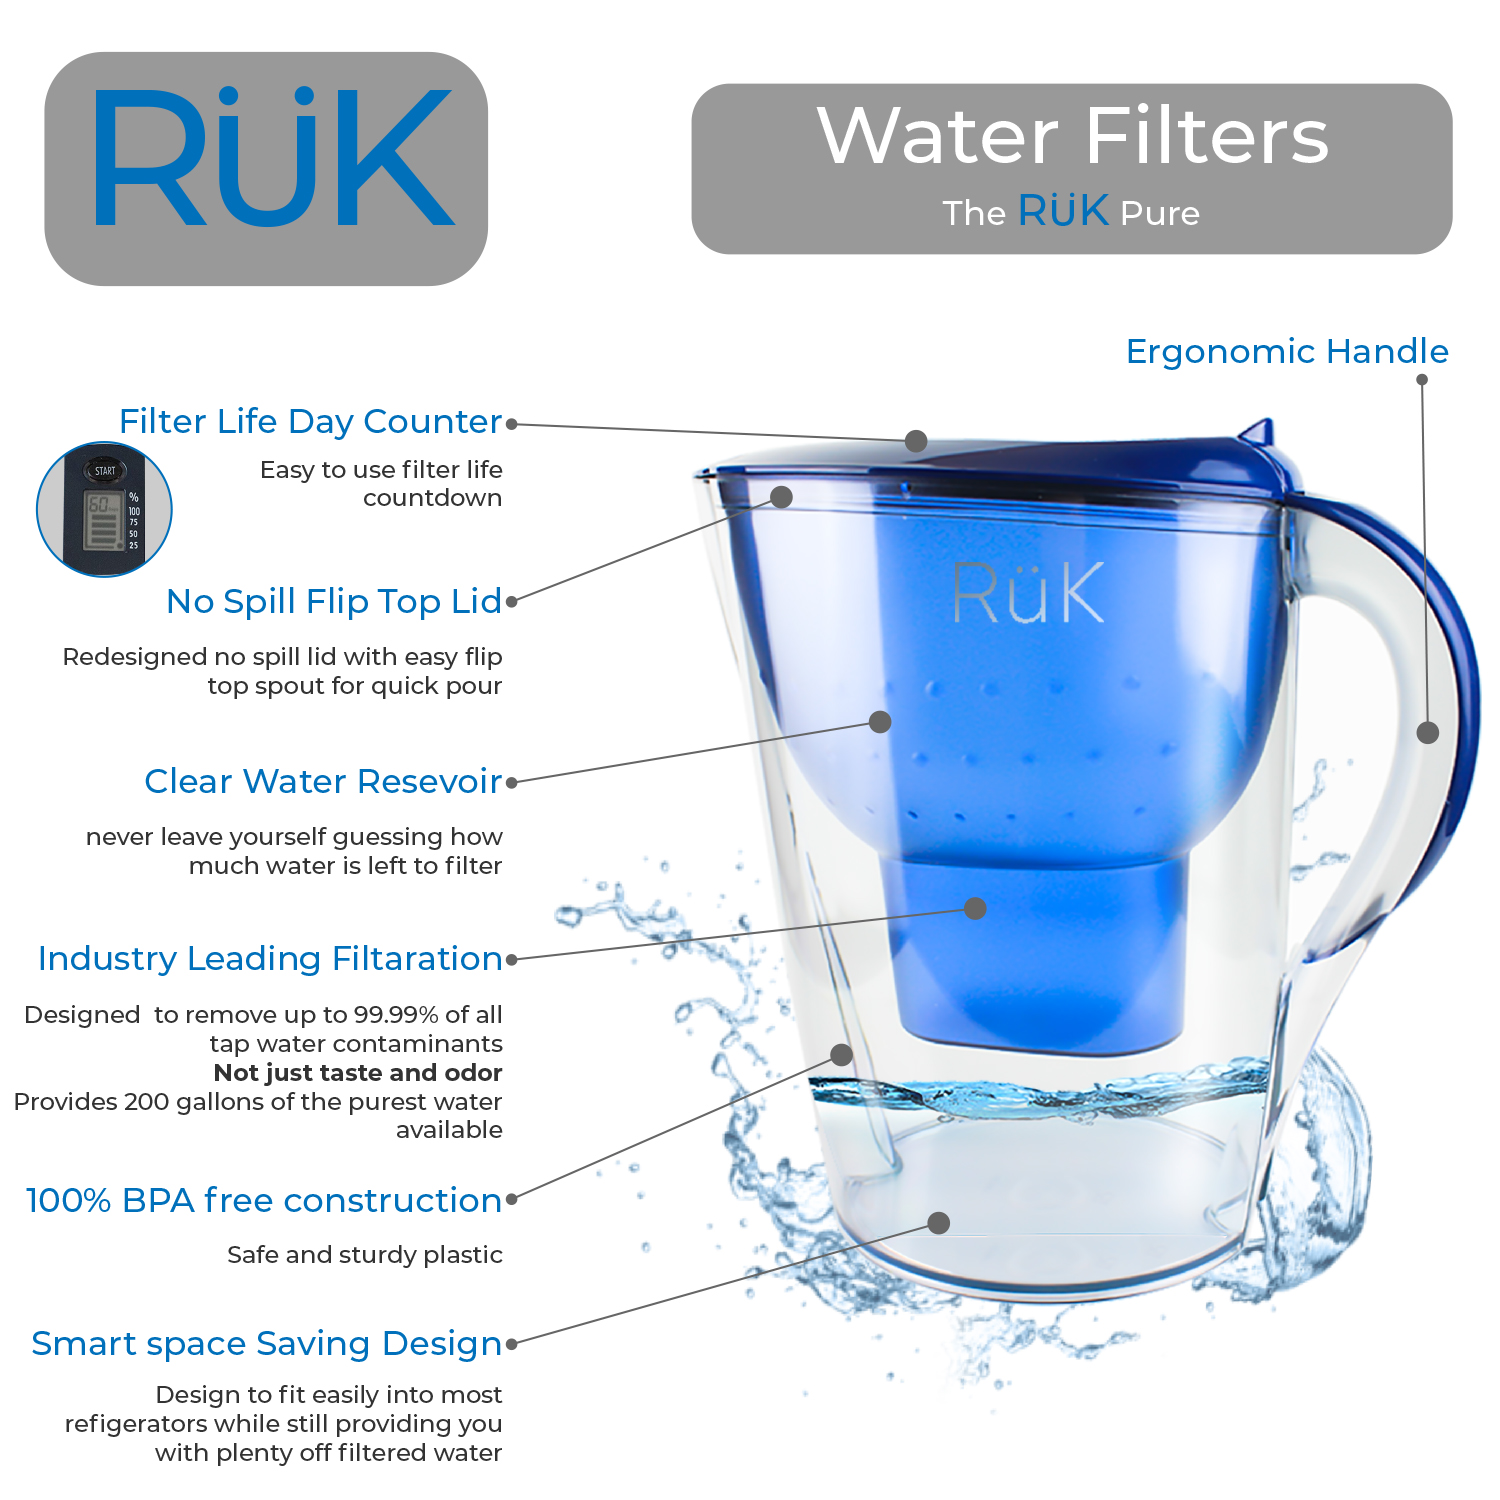 RüK
Water Filters
The RüK Pure
Ergonomic Handle
Filter Life Day Counter
Easy to use filter life
countdown
START
60
%
100
75
50
25
No Spill Flip Top Lid
Redesigned no spill lid with easy flip
top spout for quick pour
RüK
Clear Water Resevoir
never leave yourself guessing how
much water is left to filter
Industry Leading Filtaration
Designed  to remove up to 99.99% of all
tap water contaminants
Not just taste and odor
Provides 200 gallons of the purest water
available
100% BPA free construction
Safe and sturdy plastic
Smart space Saving Design
Design to fit easily into most
refigerators while still providing you
with plenty off filtered water